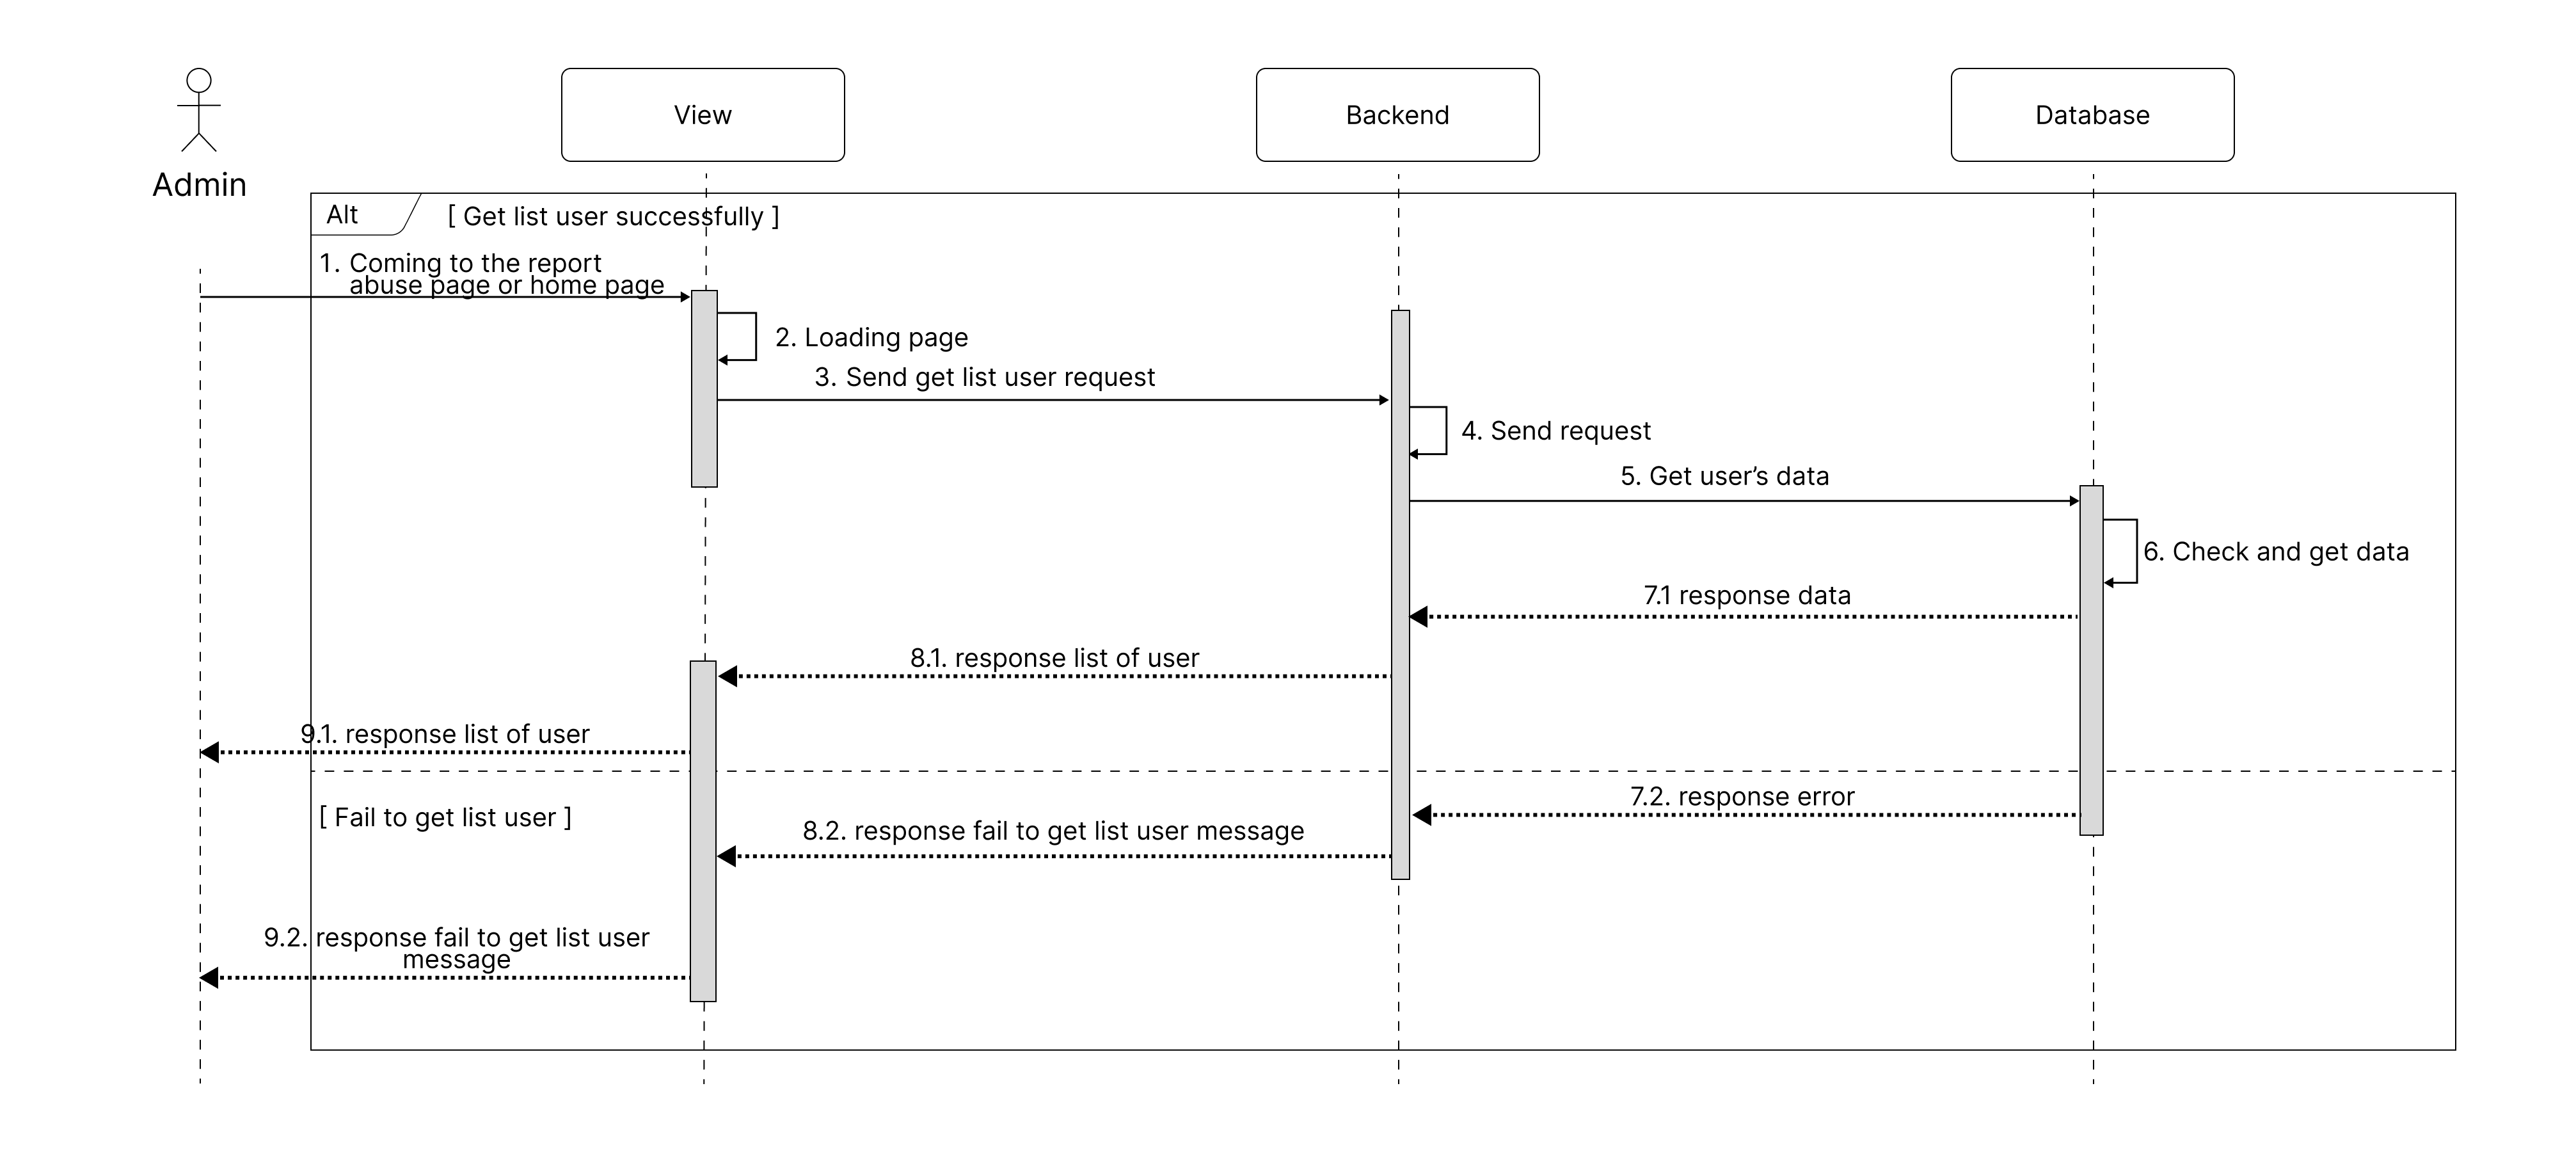 View
Backend
Database
Admin
Alt
[ Get list user successfully ]
1. Coming to the report
abuse page or home page
2. Loading page
3. Send get list user request
4. Send request
5. Get user’s data
6. Check and get data
7.1 response data
8.1. response list of user
9.1. response list of user
7.2. response error
[ Fail to get list user ]
8.2. response fail to get list user message
9.2. response fail to get list user
message